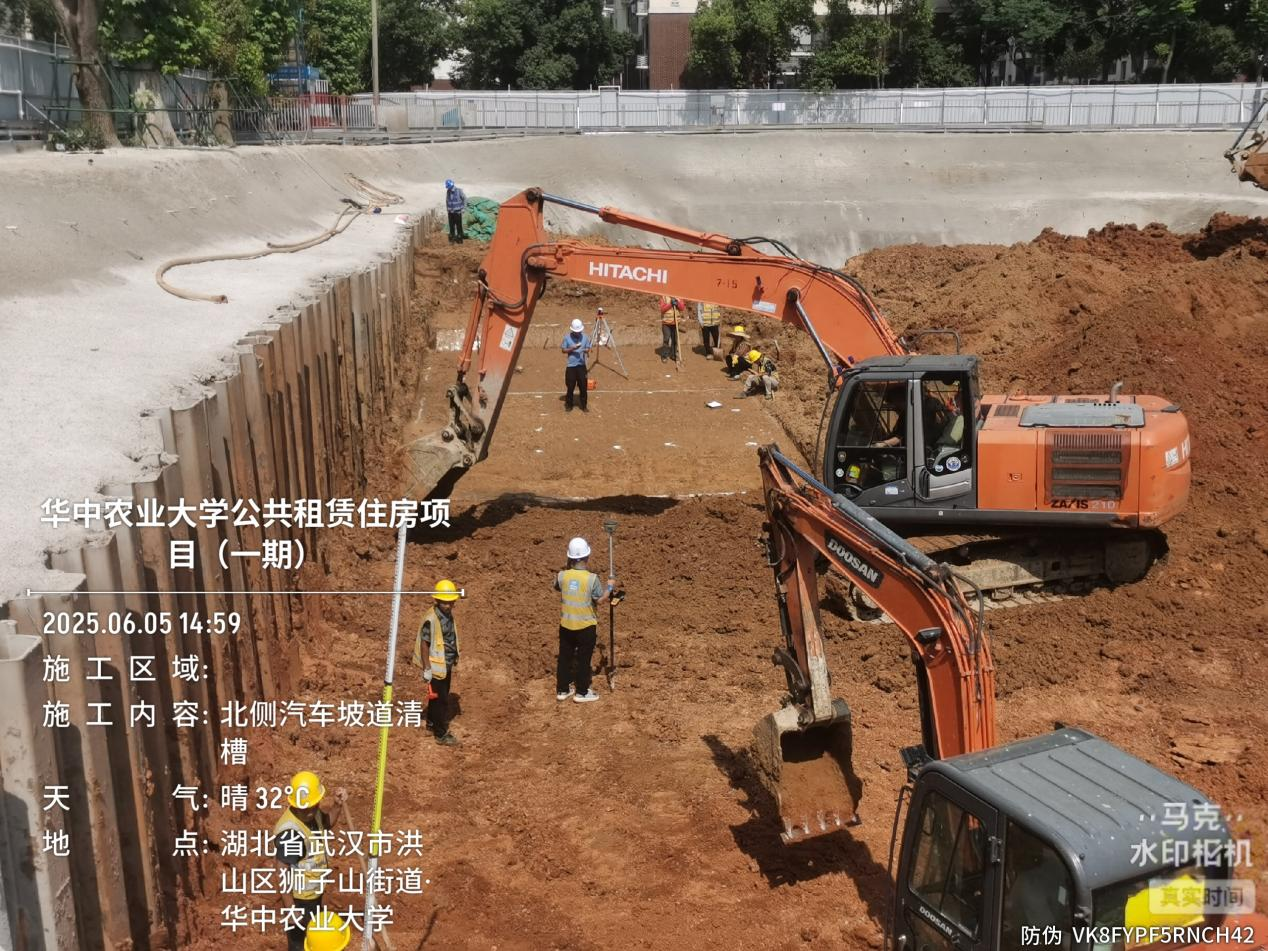 HITACHI
7-15
ZAXIS 210
DOOSAN
DOOSAN
华中农业大学公共租赁住房项
目（一期）
2025.06.05 14:59
施工区域:
施工内容: 北侧汽车坡道清
槽
天气: 晴 32℃
地点: 湖北省武汉市洪
山区狮子山街道·
华中农业大学
马克
水印相机
真实时间
防伪 VK8FYPF5RNCH42